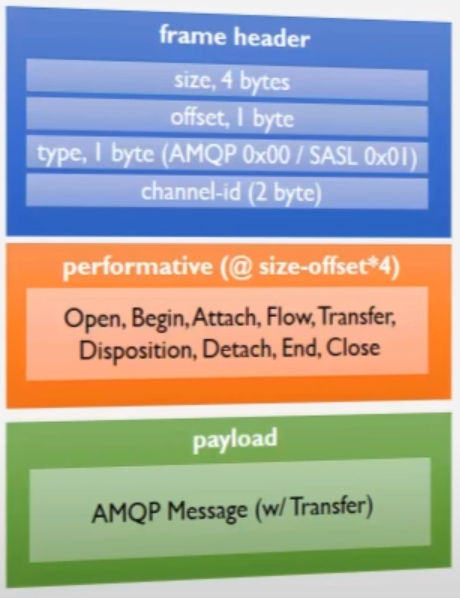 frame header
size, 4 bytes
offset, 1 byte
type, 1 byte (AMQP 0x00 / SASL 0x01)
channel-id (2 byte)
performative (@ size-offset*4)
Open, Begin, Attach, Flow, Transfer,
Disposition, Detach, End, Close
payload
AMQP Message (w/ Transfer)